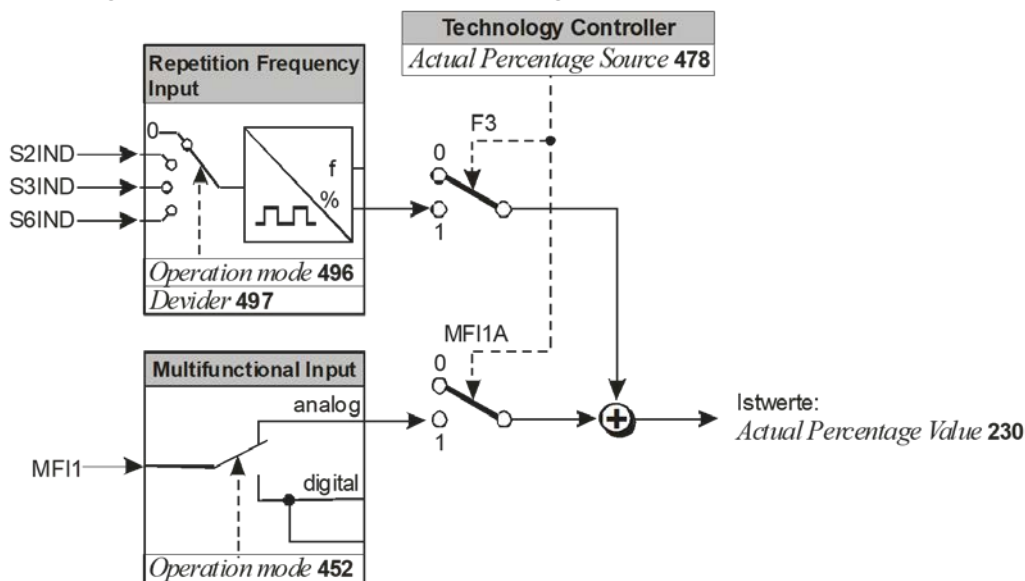 Technology Controller
Actual Percentage Source 478
Repetition Frequency
Input
0
S2IND
S3IND
S6IND
f
%
Operation mode 496
Devider 497
F3
0
1
MFI1A
0
1
Multifunctional Input
analog
MFI1
digital
Operation mode 452
Istwerte:
Actual Percentage Value 230